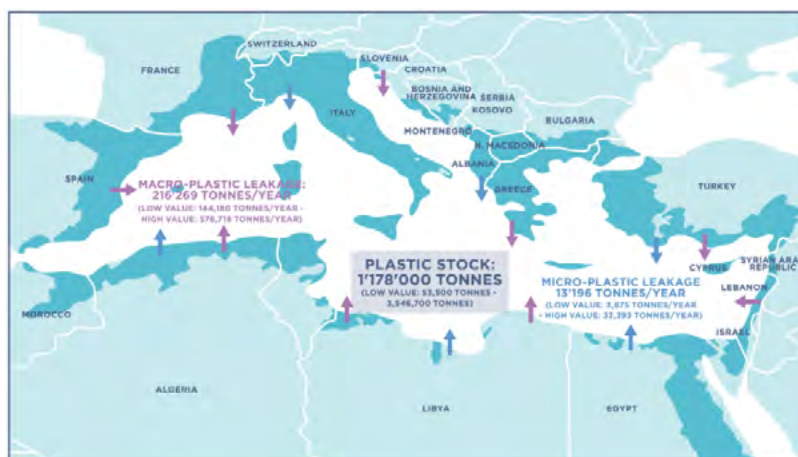 SWITZERLAND
SLOVENIA
FRANCE
CROATIA
BOSNIA AND
HERZEGOVINA
SERBIA
ITALY
KOSOVO
MONTENEGRO
BULGARIA
N. MACEDONIA
ALBANIA
SPAIN
MACRO-PLASTIC LEAKAGE:
216'269 TONNES/YEAR
(LOW VALUE: 144,180 TONNES/YEAR -
HIGH VALUE: 576,718 TONNES/YEAR)
GREECE
TURKEY
PLASTIC STOCK:
1'178'000 TONNES
(LOW VALUE: 53,500 TONNES -
3,546,700 TONNES)
CYPRUS
SYRIAN ARA
REPUBLIC
MICRO-PLASTIC LEAKAGE
13'196 TONNES/YEAR
(LOW VALUE: 3,875 TONNES/YEAR
- HIGH VALUE: 33,393 TONNES/YEAR)
LEBANON
ISRAEL
MOROCCO
ALGERIA
LIBYA
EGYPT